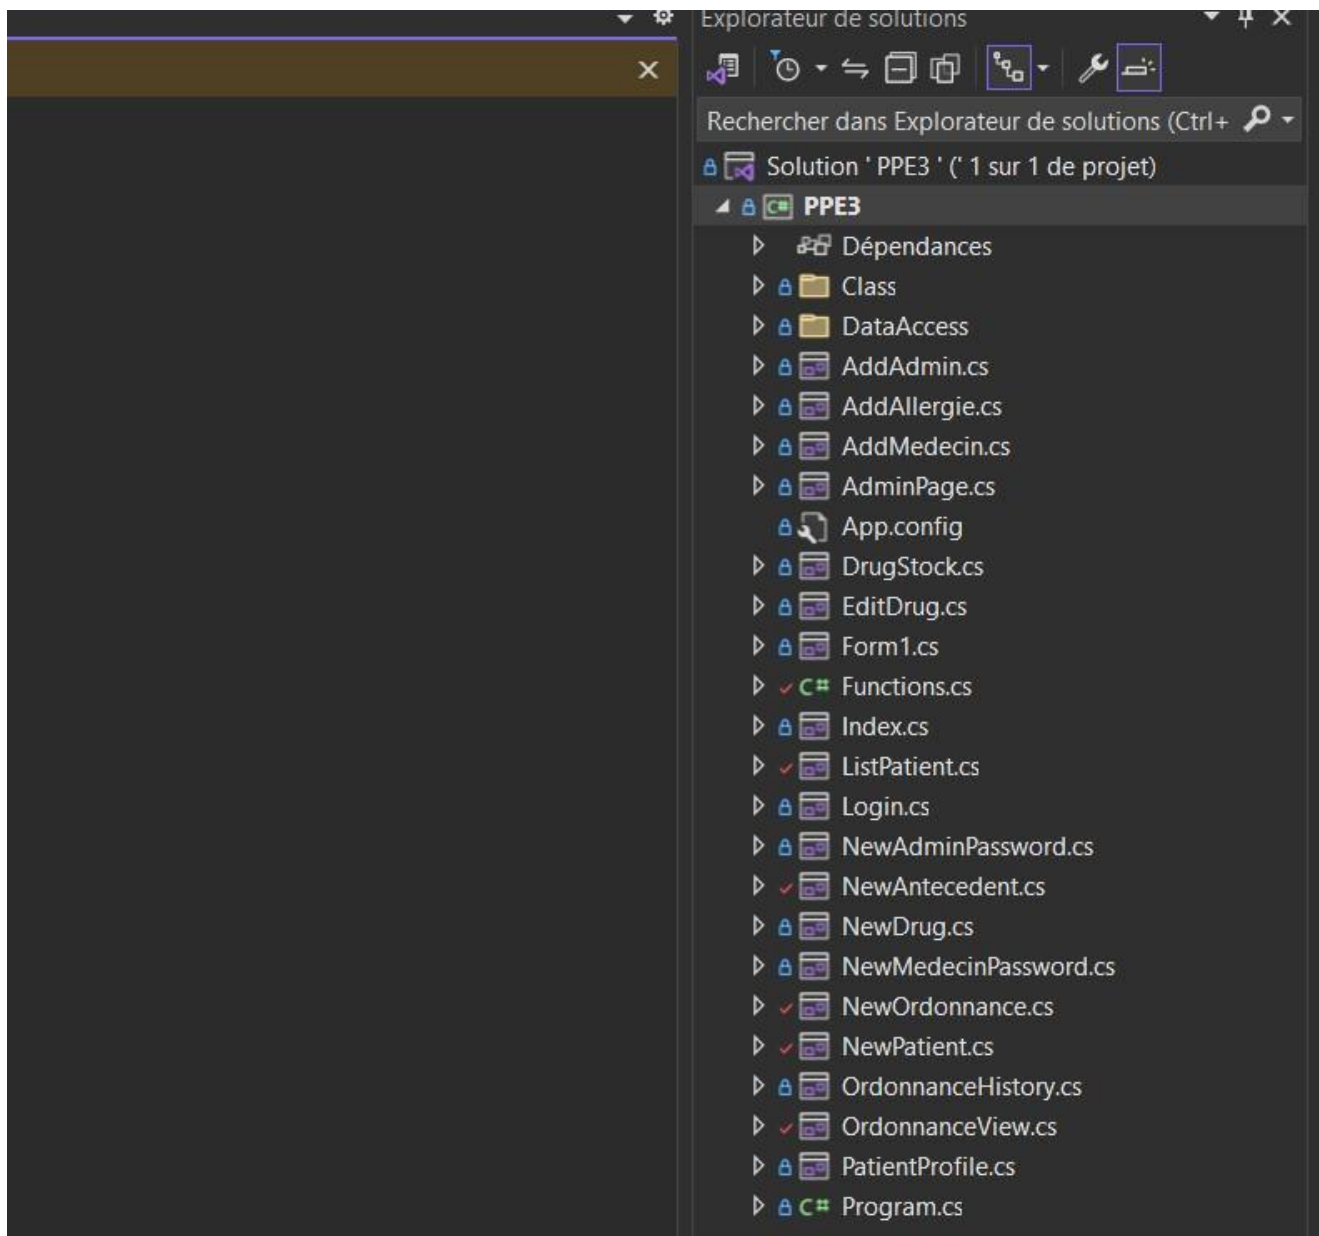 Explorateur de solutions
Rechercher dans Explorateur de solutions (Ctrl+
Solution ' PPE3 ' (' 1 sur 1 de projet)
C# PPE3
Dépendances
Class
DataAccess
AddAdmin.cs
AddAllergie.cs
AddMedecin.cs
AdminPage.cs
App.config
DrugStock.cs
EditDrug.cs
Form1.cs
C# Functions.cs
Index.cs
ListPatient.cs
Login.cs
NewAdminPassword.cs
NewAntecedent.cs
NewDrug.cs
NewMedecinPassword.cs
NewOrdonnance.cs
NewPatient.cs
OrdonnanceHistory.cs
OrdonnanceView.cs
PatientProfile.cs
C# Program.cs